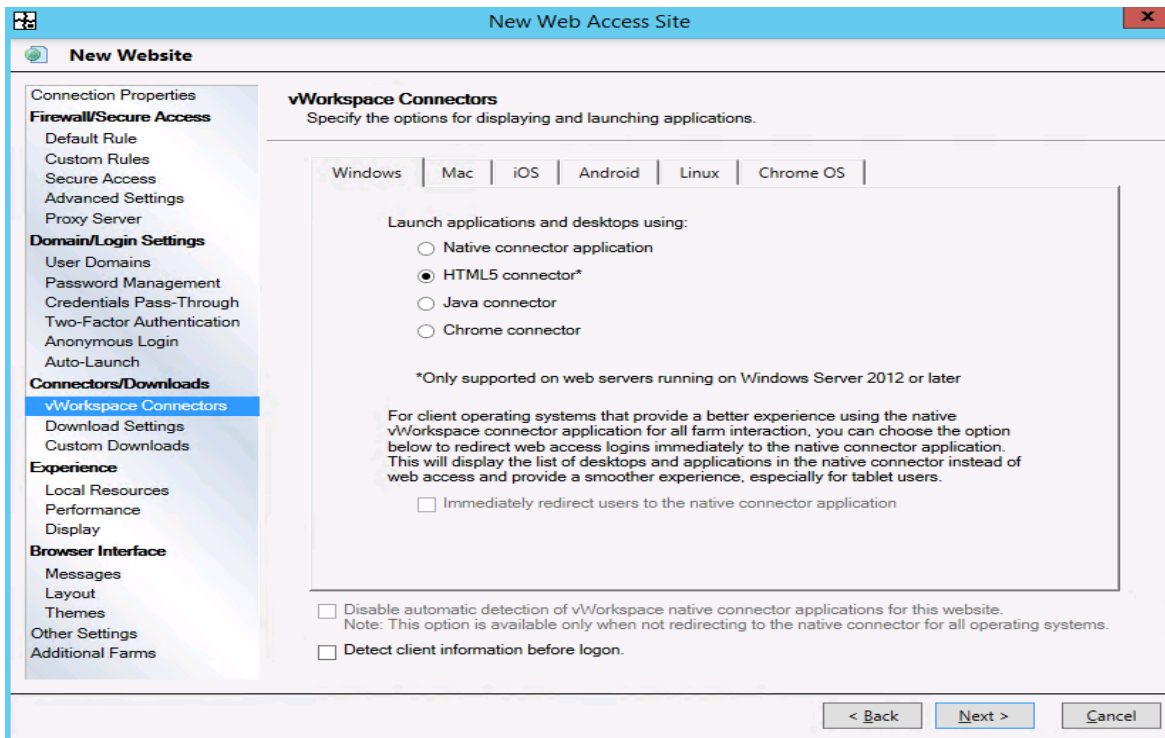 New Web Access Site
x
New Website
Connection Properties
Firewall/Secure Access
Default Rule
Custom Rules
Secure Access
Advanced Settings
Proxy Server
Domain/Login Settings
User Domains
Password Management
Credentials Pass-Through
Two-Factor Authentication
Anonymous Login
Auto-Launch
Connectors/Downloads
vWorkspace Connectors
Download Settings
Custom Downloads
Experience
Local Resources
Performance
Display
Browser Interface
Messages
Layout
Themes
Other Settings
Additional Farms
vWorkspace Connectors
Specify the options for displaying and launching applications.
Windows Mac iOS Android Linux Chrome OS
Launch applications and desktops using:
Native connector application
HTML5 connector*
Java connector
Chrome connector
*Only supported on web servers running on Windows Server 2012 or later
For client operating systems that provide a better experience using the native
vWorkspace connector application for all farm interaction, you can choose the option
below to redirect web access logins immediately to the native connector application.
This will display the list of desktops and applications in the native connector instead of
web access and provide a smoother experience, especially for tablet users.
Immediately redirect users to the native connector application
Disable automatic detection of vWorkspace native connector applications for this website.
Note: This option is available only when not redirecting to the native connector for all operating systems.
Detect client information before logon.
< Back Next > Cancel